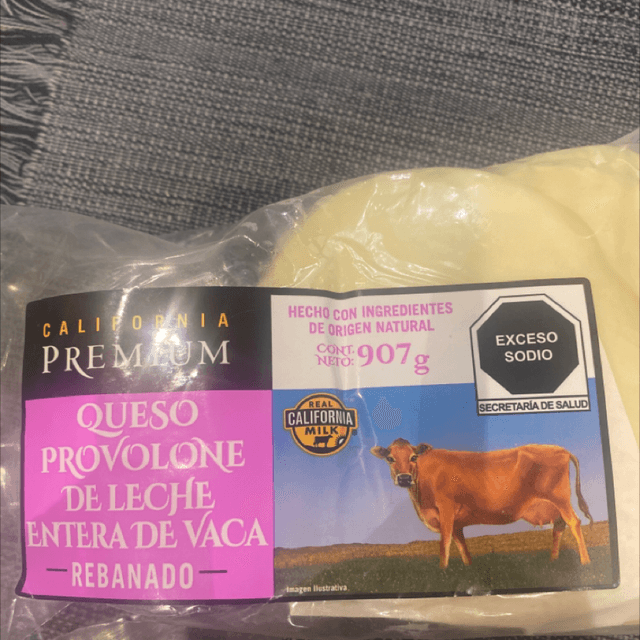 CALIFORNIA
PREMIUM
QUESO
PROVOLONE
DE LECHE
ENTERA DE VACA
REBANADO
HECHO CON INGREDIENTES
DE ORIGEN NATURAL
CONT.
NETO: 907g
EXCESO
SODIO
SECRETARÍA DE SALUD
REAL
CALIFORNIA
MILK
Imagen Ilustrativa